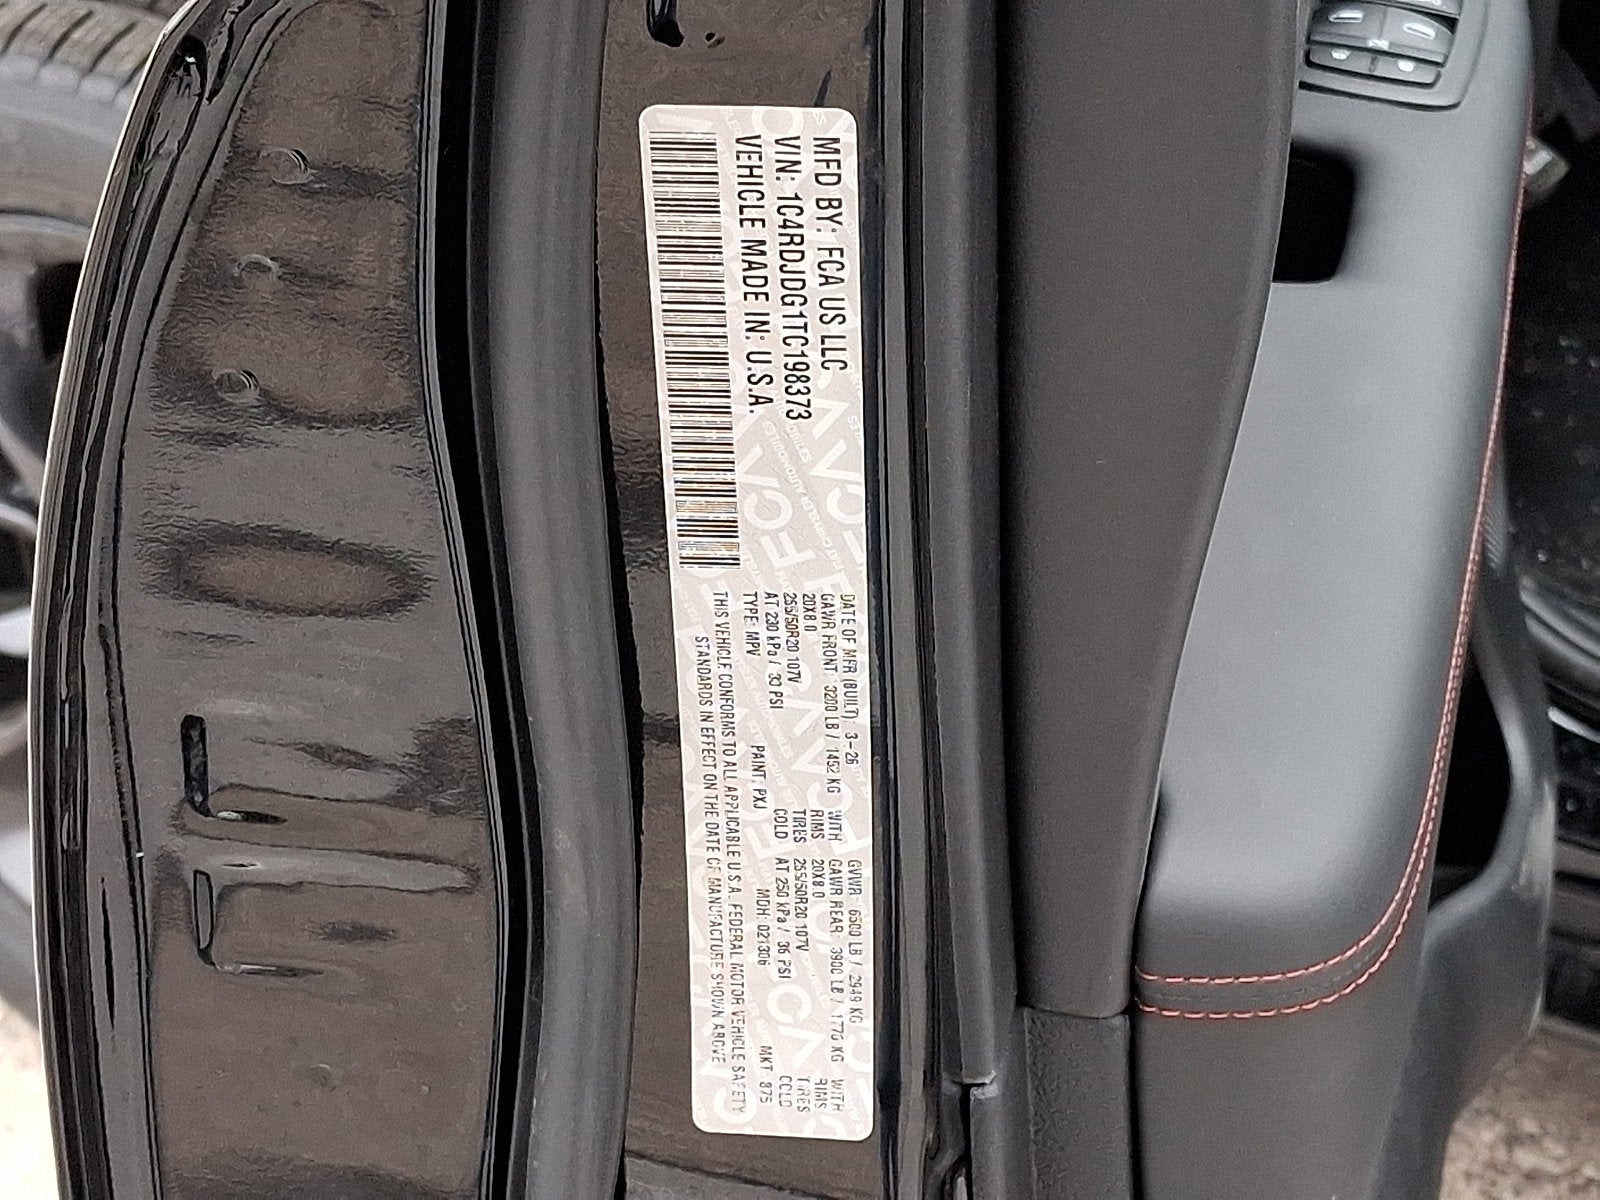 MFD BY: FCA US LLC
VIN: 1C4RDJDG1TC198373
VEHICLE MADE IN: U.S.A.
DATE OF MFR (BUILT): 3-26 GVWR: 6500 LB / 2949 KG
GAWR FRONT: 3200 LB / 1452 KG WITH GAWR REAR: 3900 LB / 1770 KG WITH
20X8.0 RIMS 20X8.0 RIMS
255/50R20 107V TIRES 255/50R20 107V TIRES
AT 230 kPa / 33 PSI COLD AT 250 kPa / 36 PSI COLD
TYPE: MPV PAINT: PXJ MDH: 021306 MKT: 875
THIS VEHICLE CONFORMS TO ALL APPLICABLE U.S.A. FEDERAL MOTOR VEHICLE SAFETY
STANDARDS IN EFFECT ON THE DATE OF MANUFACTURE SHOWN ABOVE